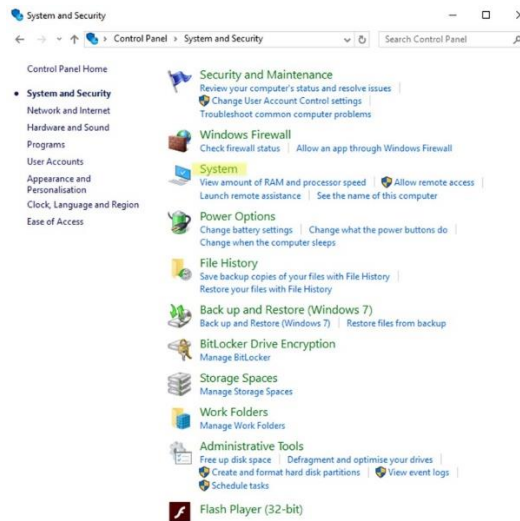 System and Security
Control Panel > System and Security
Search Control Panel
Control Panel Home
System and Security
Network and Internet
Hardware and Sound
Programs
User Accounts
Appearance and
Personalisation
Clock, Language and Region
Ease of Access
Security and Maintenance
Review your computer's status and resolve issues
Change User Account Control settings
Troubleshoot common computer problems
Windows Firewall
Check firewall status | Allow an app through Windows Firewall
System
View amount of RAM and processor speed | Allow remote access
Launch remote assistance | See the name of this computer
Power Options
Change battery settings | Change what the power buttons do
Change when the computer sleeps
File History
Save backup copies of your files with File History
Restore your files with File History
Back up and Restore (Windows 7)
Back up and Restore (Windows 7) | Restore files from backup
BitLocker Drive Encryption
Manage BitLocker
Storage Spaces
Manage Storage Spaces
Work Folders
Manage Work Folders
Administrative Tools
Free up disk space | Defragment and optimise your drives
Create and format hard disk partitions | View event logs
Schedule tasks
Flash Player (32-bit)